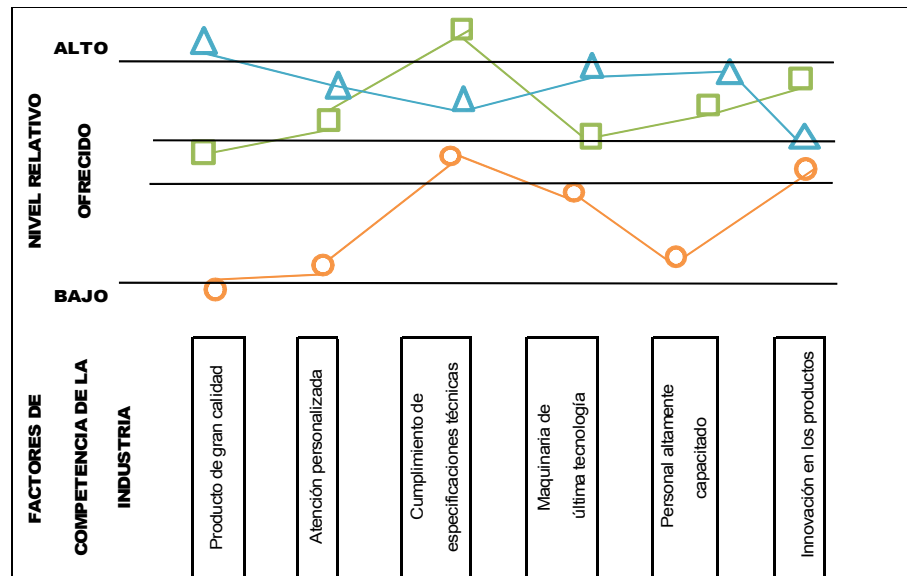 ALTO
NIVEL RELATIVO
OFRECIDO
BAJO
FACTORES DE
COMPETENCIA DE LA
INDUSTRIA
Producto de gran calidad
Atención personalizada
Cumplimiento de
especificaciones técnicas
Maquinaria de
última tecnología
Personal altamente
capacitado
Innovación en los productos